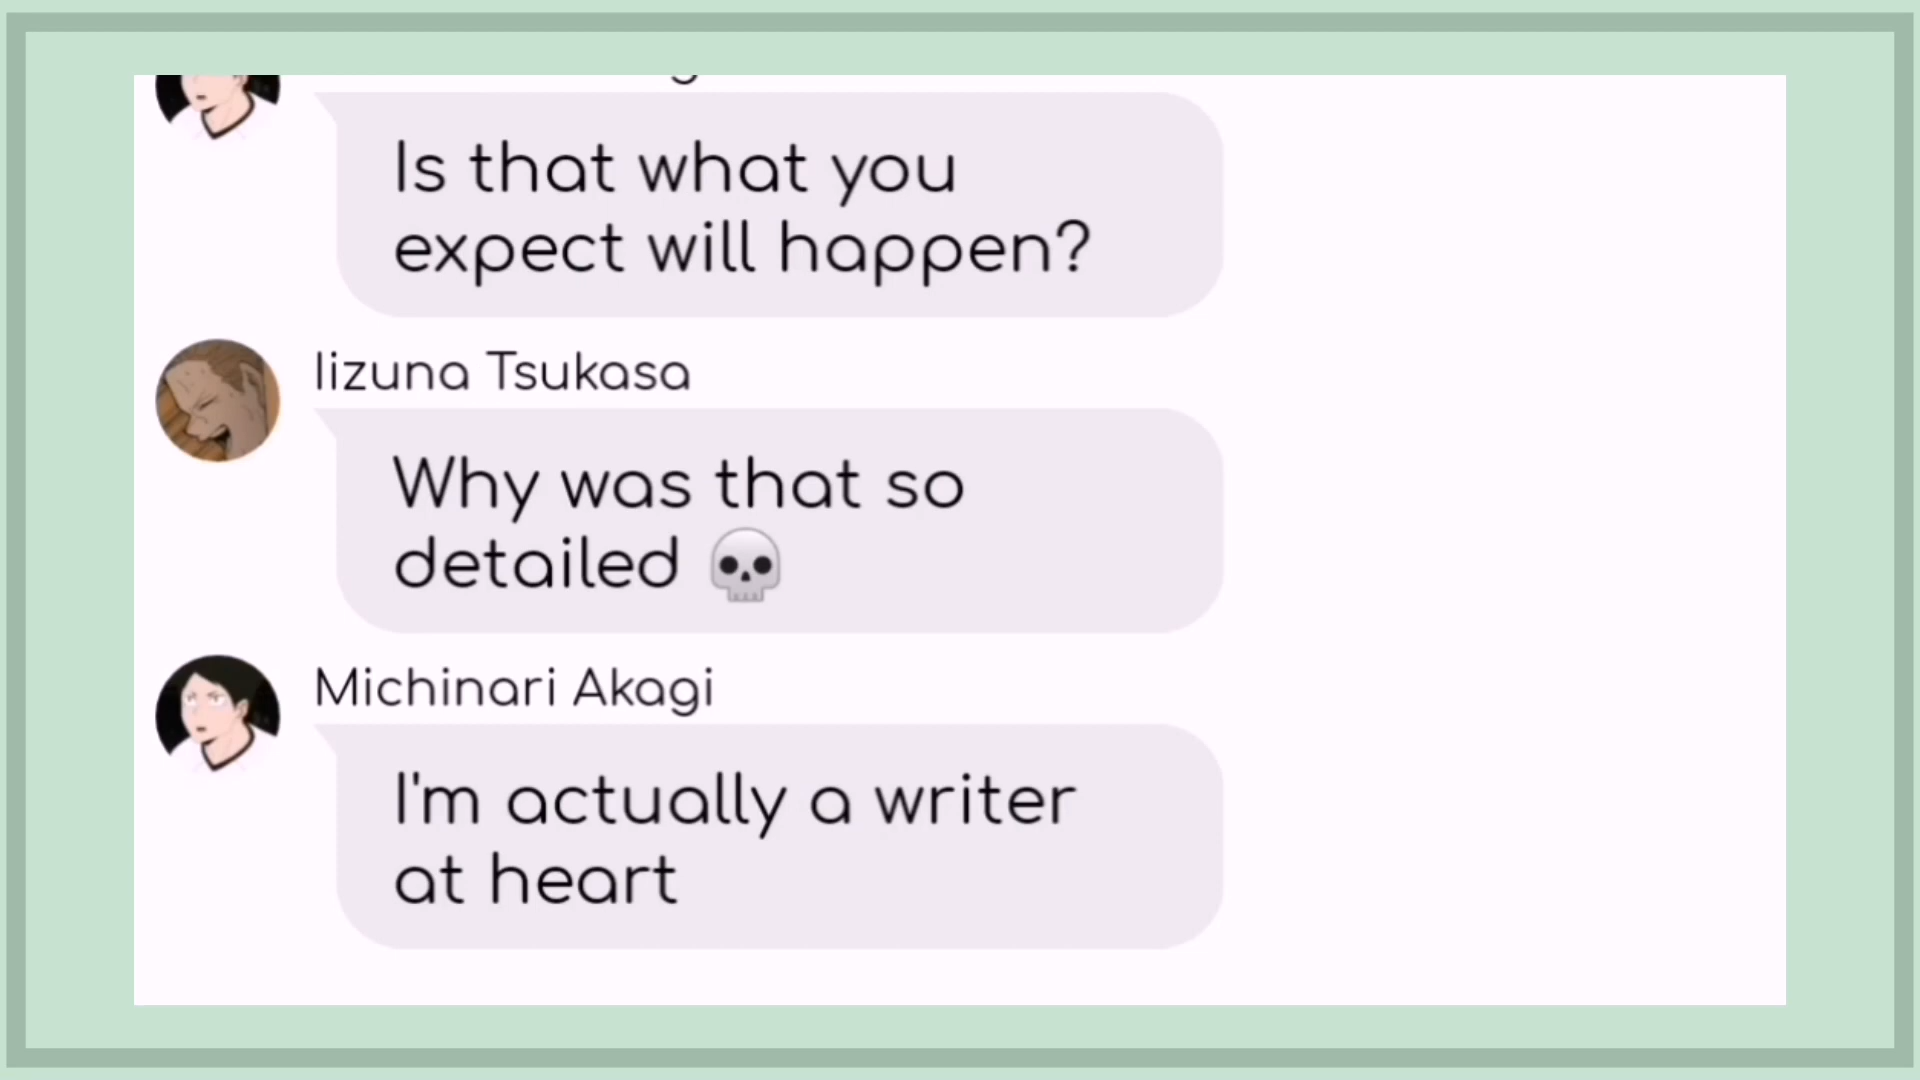 Is that what you
expect will happen?
Iizuna Tsukasa
Why was that so
detailed 💀
Michinari Akagi
I'm actually a writer
at heart